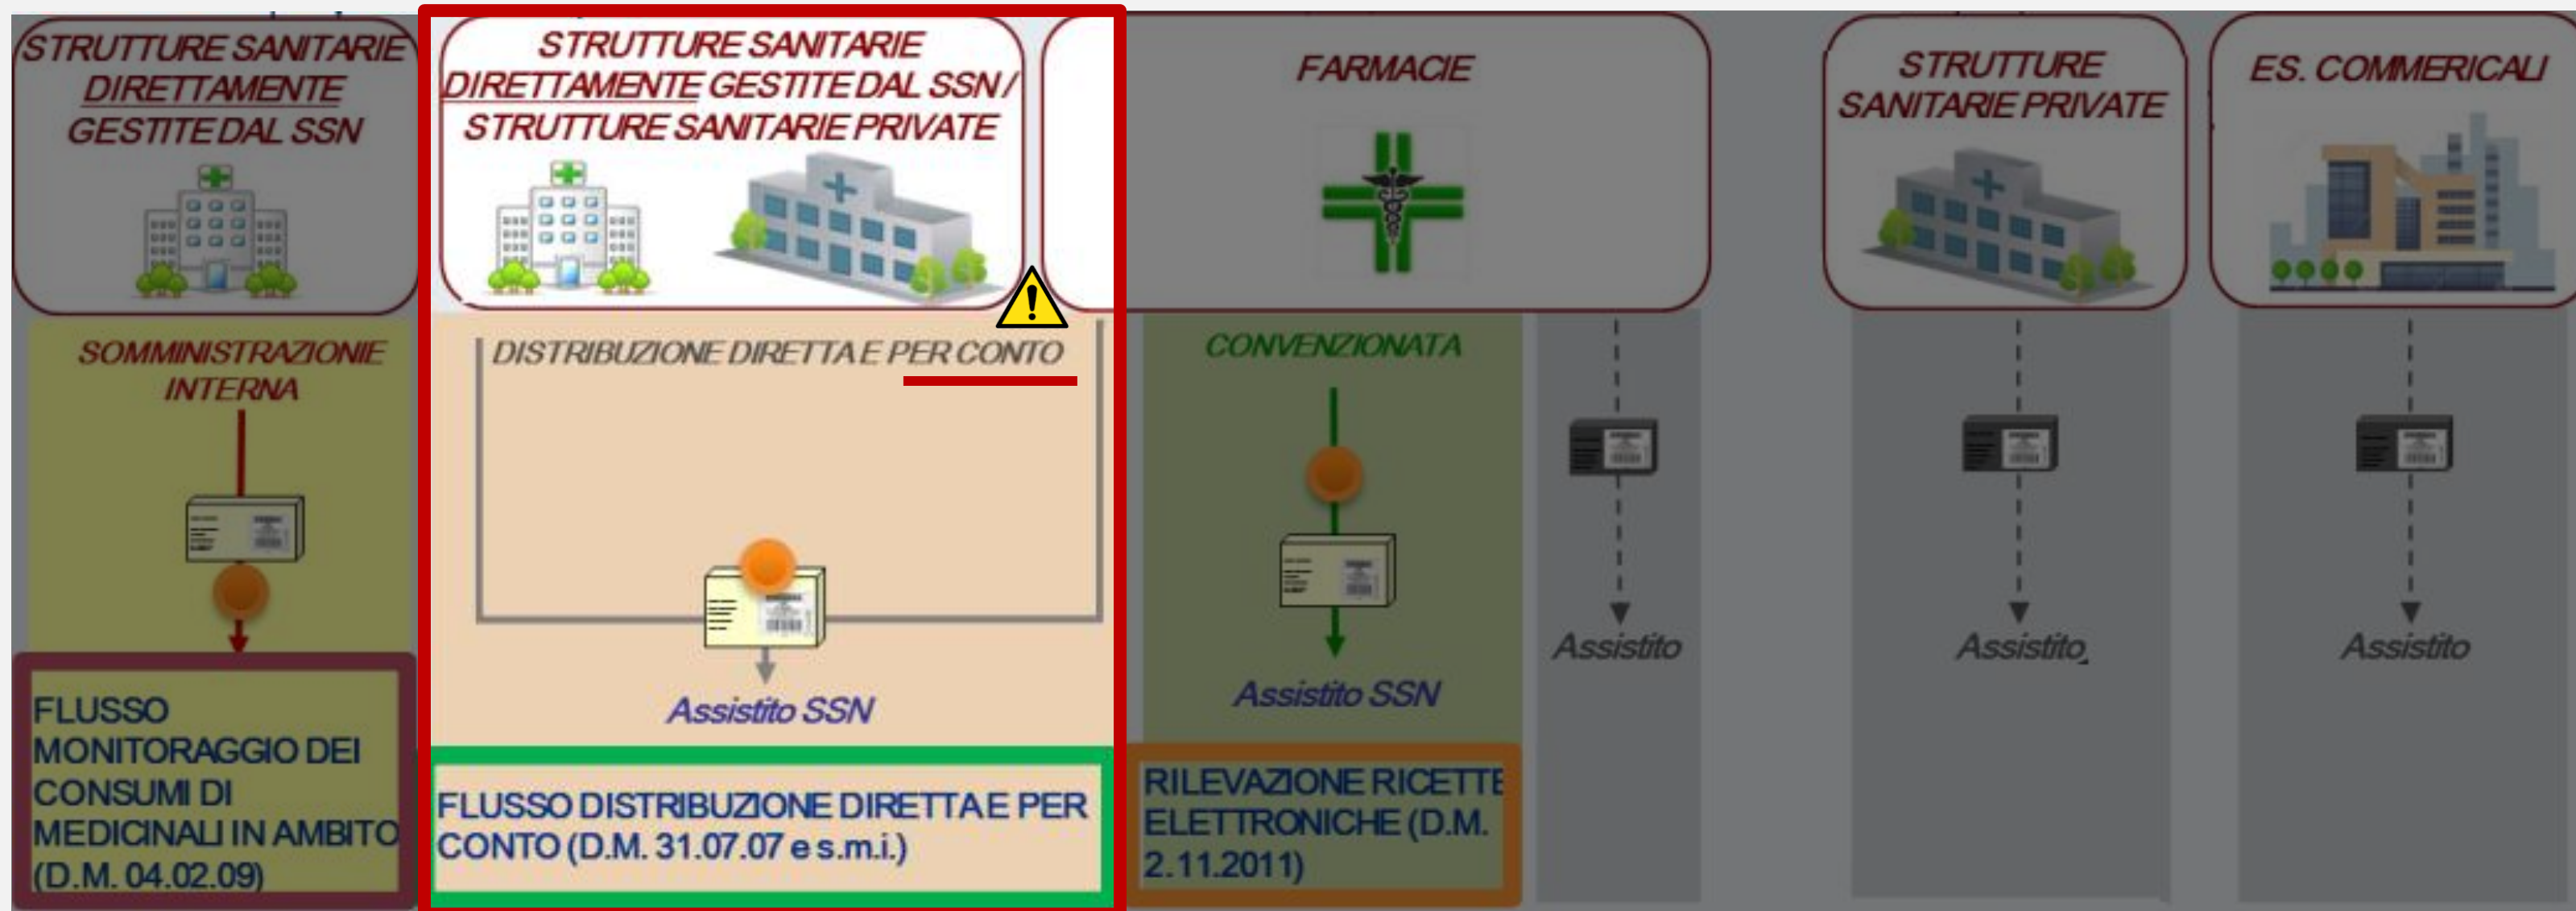 STRUTTURE SANITARIE
DIRETTAMENTE
GESTITE DAL SSN
STRUTTURE SANITARIE
DIRETTAMENTE GESTITE DAL SSN /
STRUTTURE SANITARIE PRIVATE
FARMACIE
STRUTTURE
SANITARIE PRIVATE
ES. COMMERICALI
SOMMINISTRAZIONIE
INTERNA
DISTRIBUZIONE DIRETTA E PER CONTO
CONVENZIONATA
Assistito SSN
Assistito SSN
Assistito
Assistito
Assistito
FLUSSO
MONITORAGGIO DEI
CONSUMI DI
MEDICINALI IN AMBITO
(D.M. 04.02.09)
FLUSSO DISTRIBUZIONE DIRETTA E PER
CONTO (D.M. 31.07.07 e s.m.i.)
RILEVAZIONE RICETTE
ELETTRONICHE (D.M.
2.11.2011)